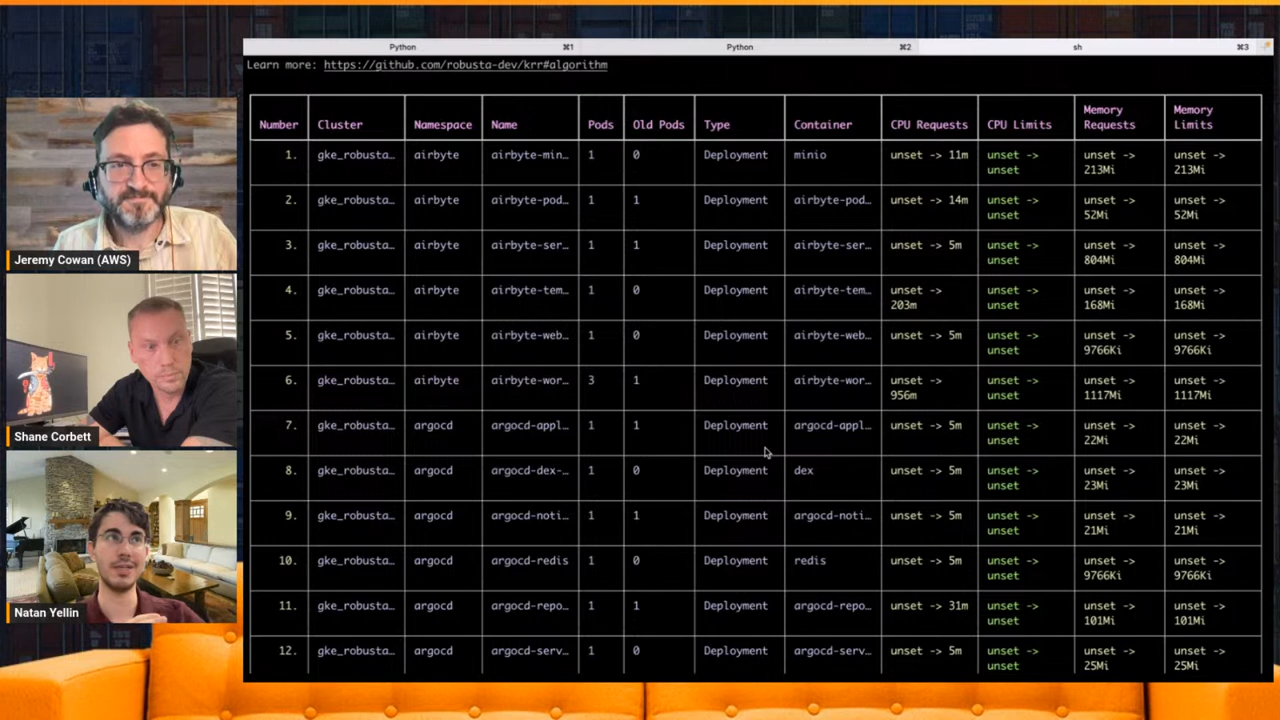 Python ⌘1 Python ⌘2 sh ⌘3
Learn more: https://github.com/robusta-dev/krr#algorithm
Number Cluster Namespace Name Pods Old Pods Type Container CPU Requests CPU Limits Memory Requests Memory Limits
1. gke_robusta… airbyte airbyte-min… 1 0 Deployment minio unset -> 11m unset -> unset unset -> 213Mi unset -> 213Mi
2. gke_robusta… airbyte airbyte-pod… 1 1 Deployment airbyte-pod… unset -> 14m unset -> unset unset -> 52Mi unset -> 52Mi
3. gke_robusta… airbyte airbyte-ser… 1 1 Deployment airbyte-ser… unset -> 5m unset -> unset unset -> 804Mi unset -> 804Mi
4. gke_robusta… airbyte airbyte-tem… 1 0 Deployment airbyte-tem… unset -> 203m unset -> unset unset -> 168Mi unset -> 168Mi
5. gke_robusta… airbyte airbyte-web… 1 0 Deployment airbyte-web… unset -> 5m unset -> unset unset -> 9766Ki unset -> 9766Ki
6. gke_robusta… airbyte airbyte-wor… 3 1 Deployment airbyte-wor… unset -> 956m unset -> unset unset -> 1117Mi unset -> 1117Mi
7. gke_robusta… argocd argocd-appl… 1 1 Deployment argocd-appl… unset -> 5m unset -> unset unset -> 22Mi unset -> 22Mi
8. gke_robusta… argocd argocd-dex-… 1 0 Deployment dex unset -> 5m unset -> unset unset -> 23Mi unset -> 23Mi
9. gke_robusta… argocd argocd-noti… 1 1 Deployment argocd-noti… unset -> 5m unset -> unset unset -> 21Mi unset -> 21Mi
10. gke_robusta… argocd argocd-redis 1 0 Deployment redis unset -> 5m unset -> unset unset -> 9766Ki unset -> 9766Ki
11. gke_robusta… argocd argocd-repo… 1 1 Deployment argocd-repo… unset -> 31m unset -> unset unset -> 101Mi unset -> 101Mi
12. gke_robusta… argocd argocd-serv… 1 0 Deployment argocd-serv… unset -> 5m unset -> unset unset -> 25Mi unset -> 25Mi
Jeremy Cowan (AWS)
Shane Corbett
Natan Yellin